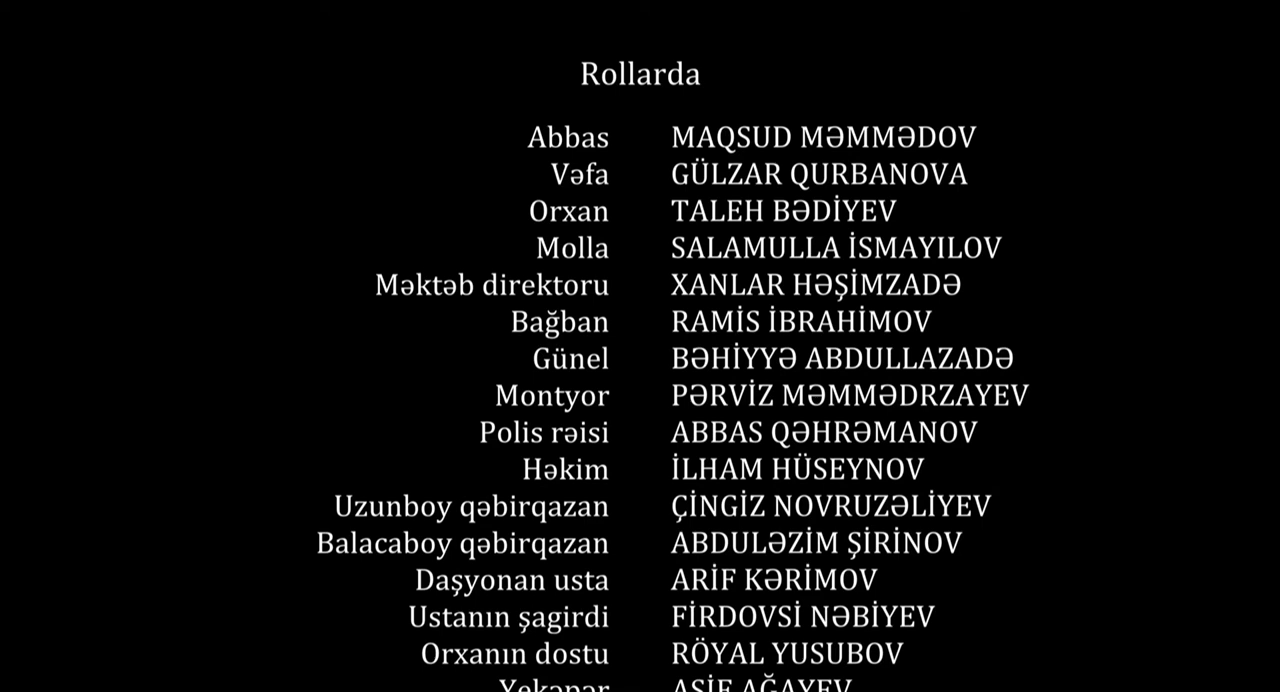 Rollarda
Abbas MAQSUD MƏMMƏDOV
Vəfa GÜLZAR QURBANOVA
Orxan TALEH BƏDİYEV
Molla SALAMULLA İSMAYILOV
Məktəb direktoru XANLAR HƏŞİMZADƏ
Bağban RAMİS İBRAHİMOV
Günel BƏHİYYƏ ABDULLAZADƏ
Montyor PƏRVİZ MƏMMƏDRZAYEV
Polis rəisi ABBAS QƏHRƏMANOV
Həkim İLHAM HÜSEYNOV
Uzunboy qəbirqazan ÇİNGİZ NOVRUZƏLİYEV
Balacaboy qəbirqazan ABDULƏZİM ŞİRİNOV
Daşyonan usta ARİF KƏRİMOV
Ustanın şagirdi FİRDOVSİ NƏBİYEV
Orxanın dostu RÖYAL YUSUBOV
AĞAYEV